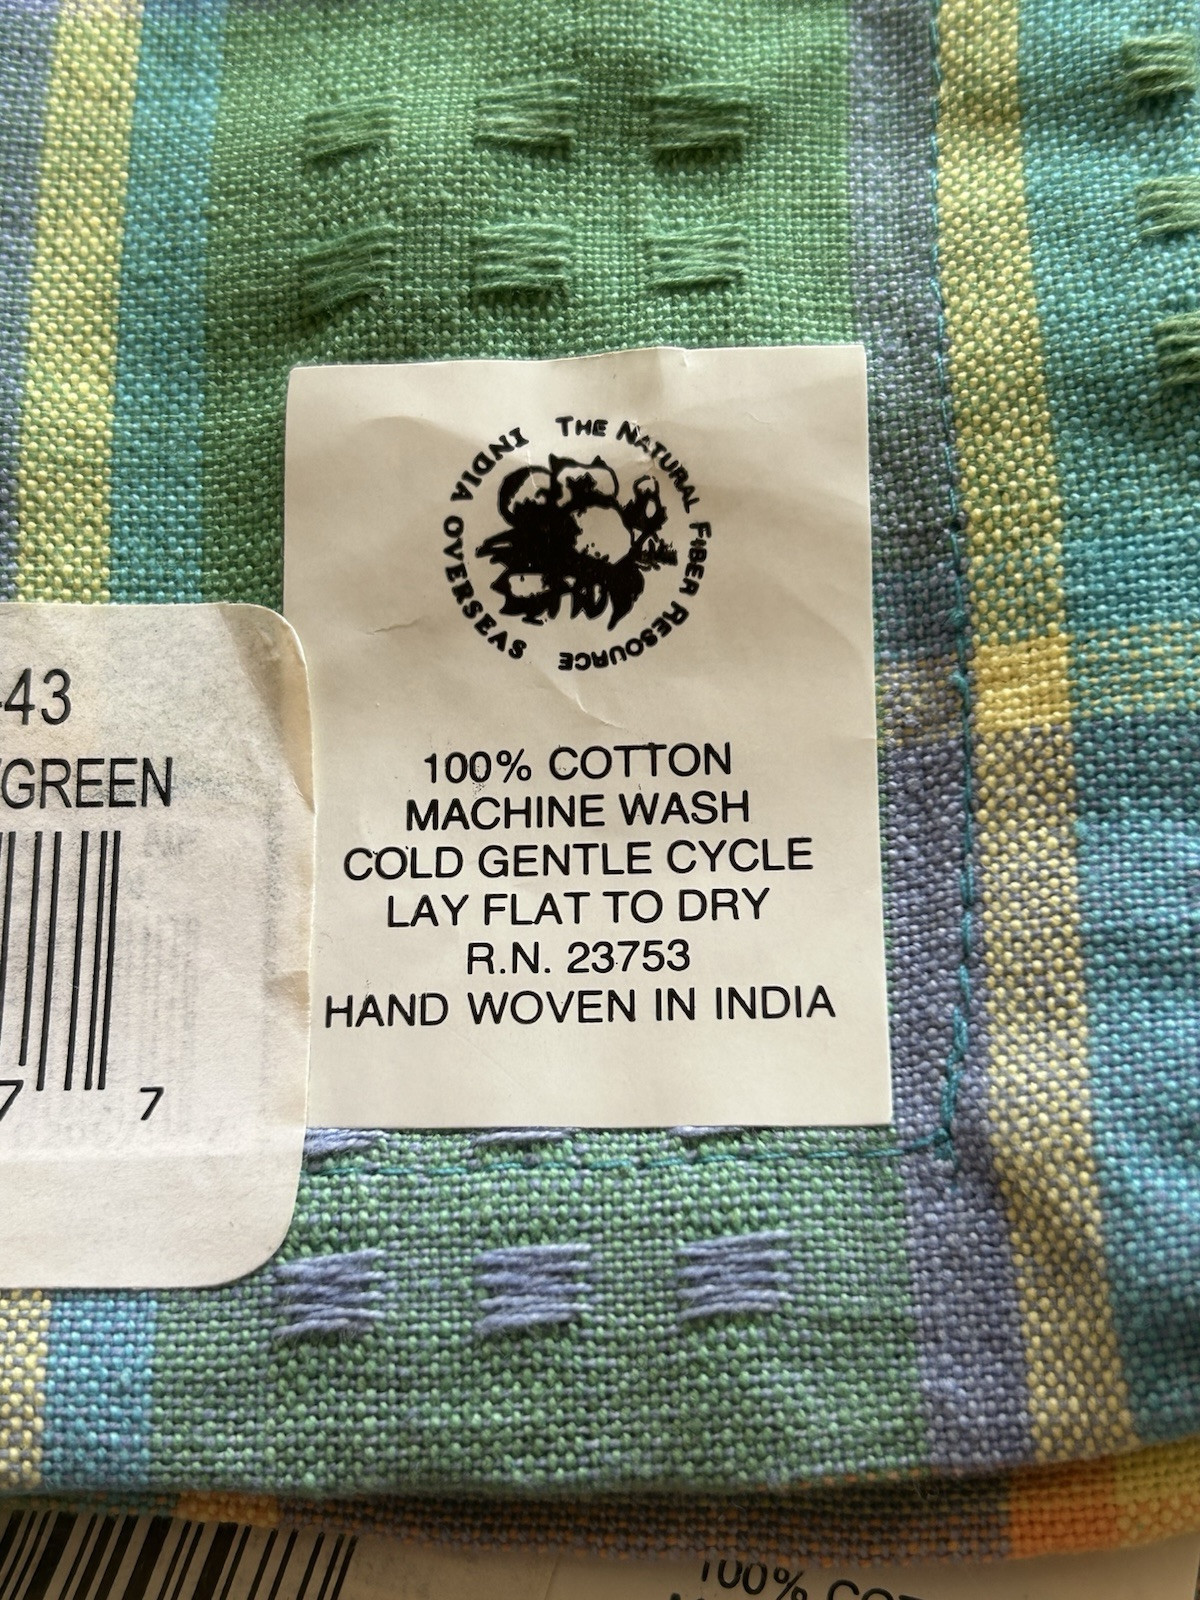 INDIA OVERSEAS
THE NATURAL FIBER RESOURCE
-43
/GREEN
7 7
100% COTTON
MACHINE WASH
COLD GENTLE CYCLE
LAY FLAT TO DRY
R.N. 23753
HAND WOVEN IN INDIA
100%